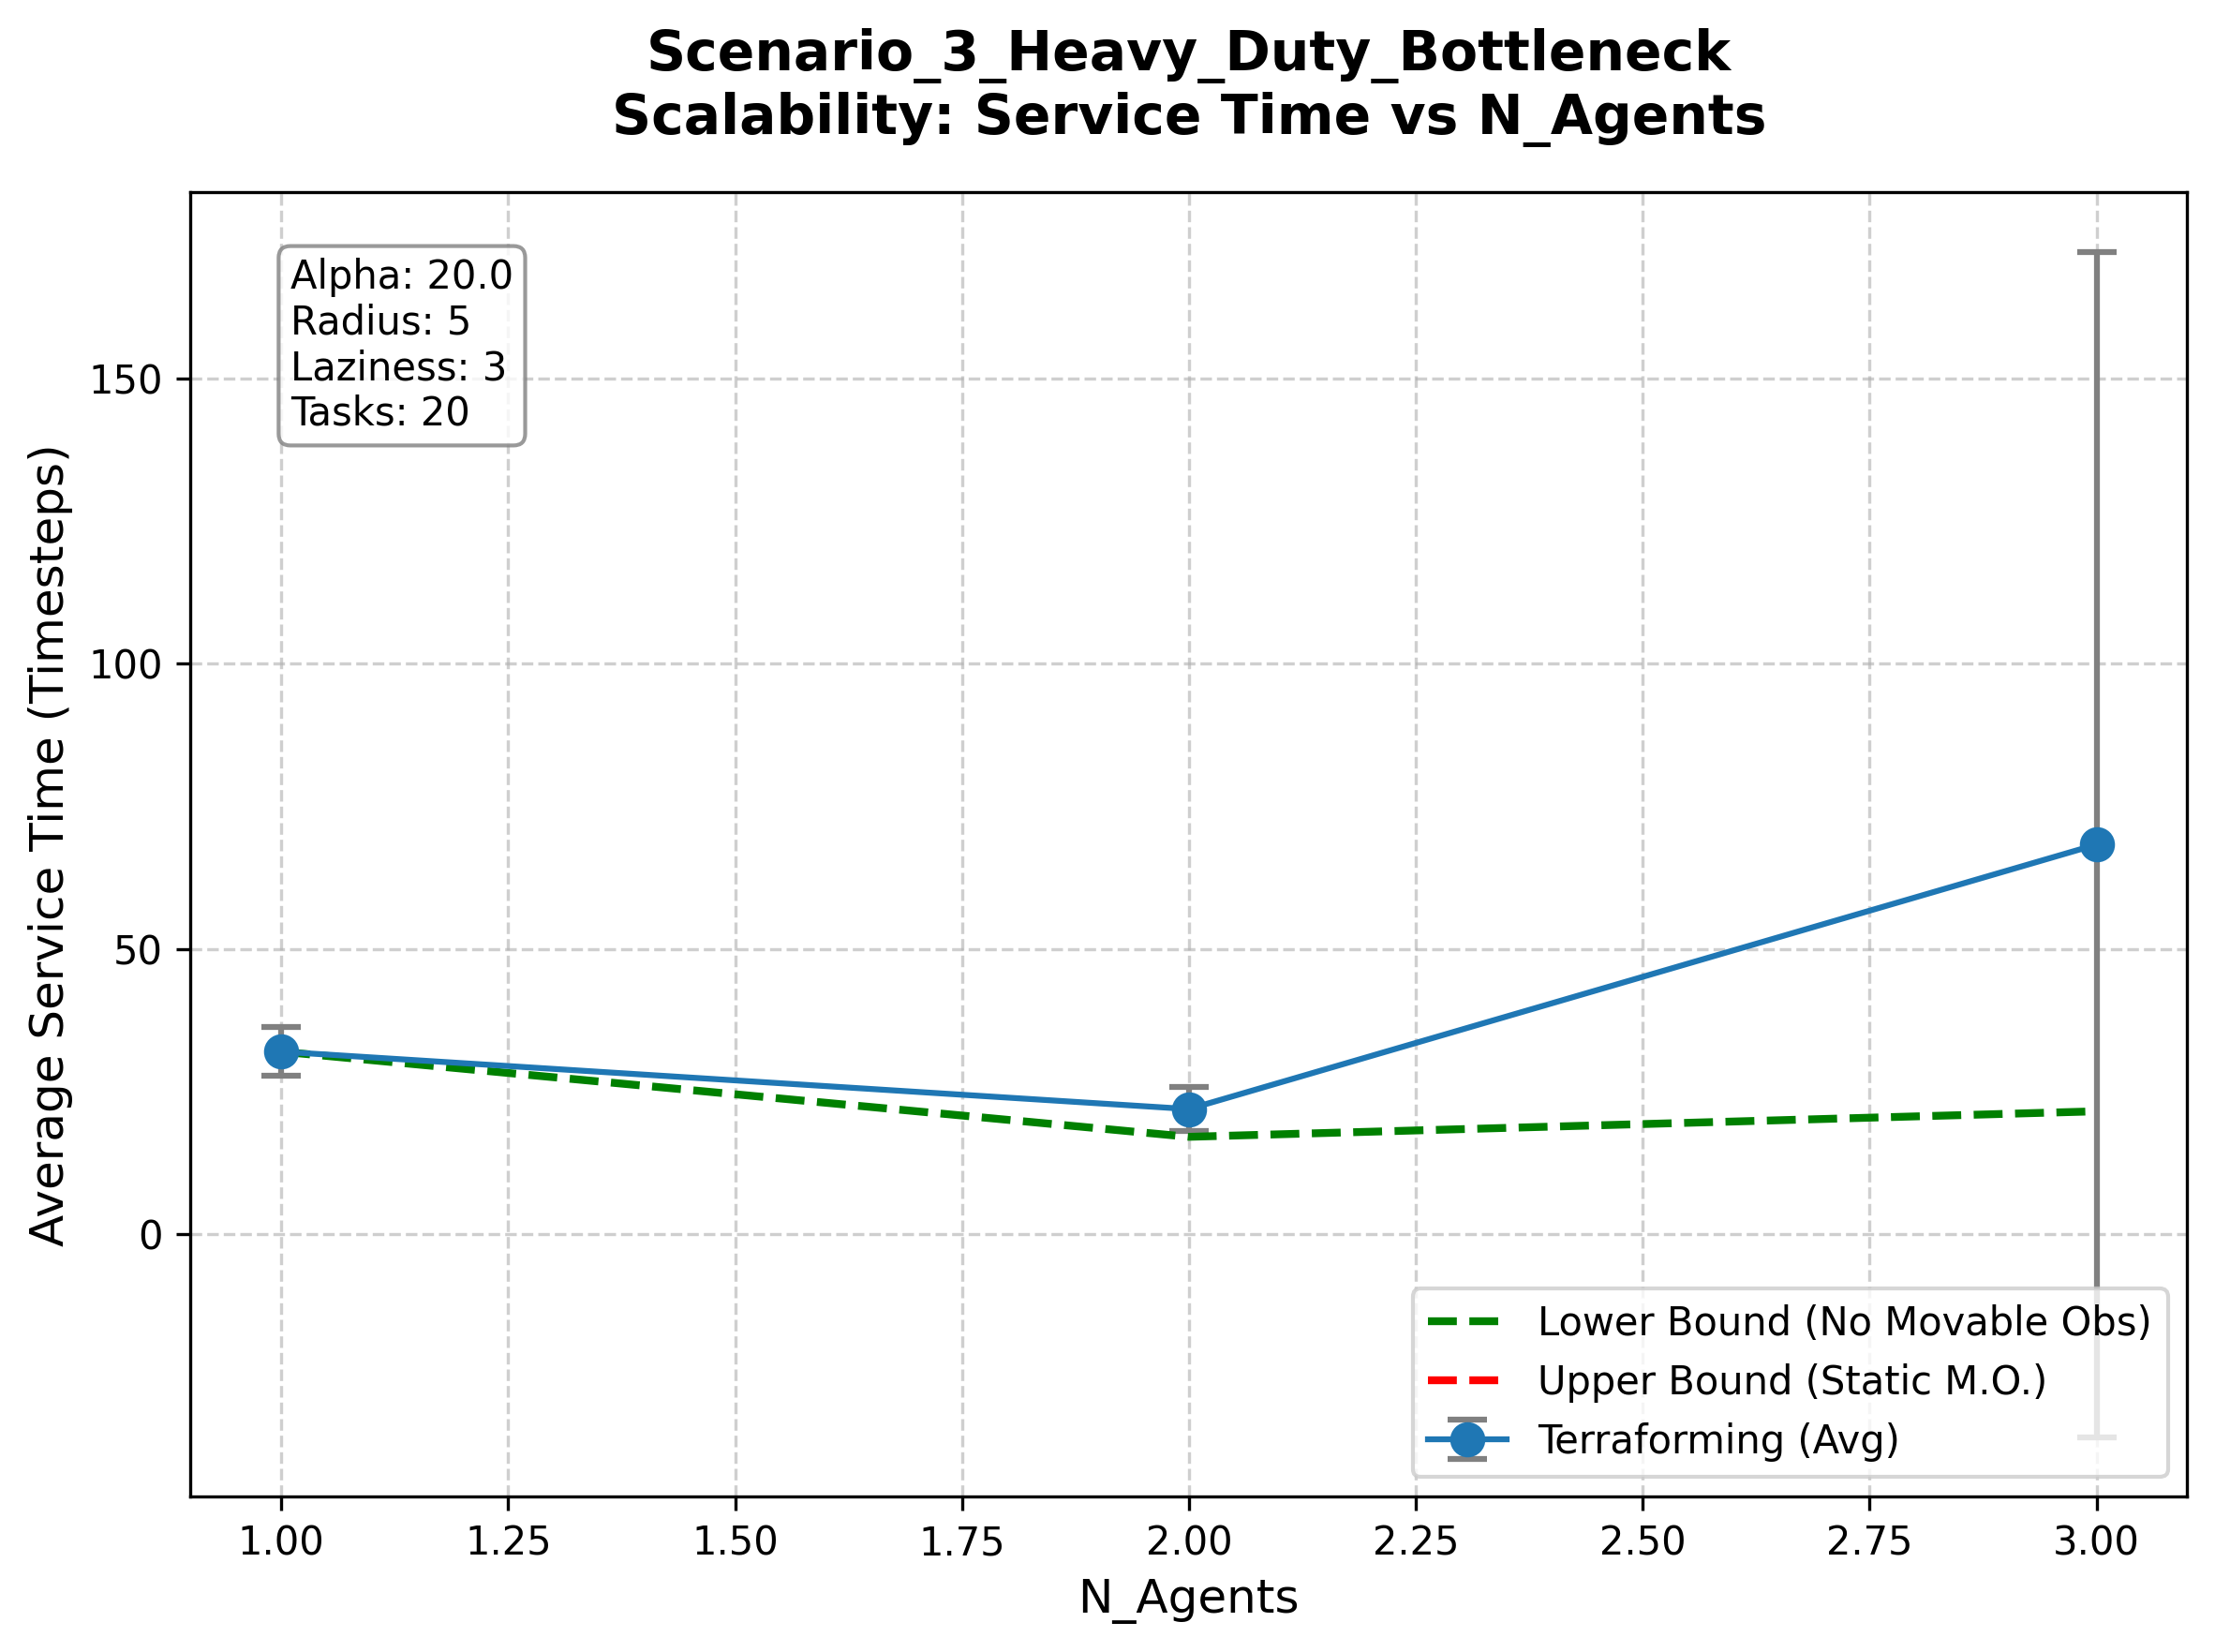 Scenario_3_Heavy_Duty_Bottleneck
Scalability: Service Time vs N_Agents
Alpha: 20.0
Radius: 5
Laziness: 3
Tasks: 20
Average Service Time (Timesteps)
150
100
50
0
Lower Bound (No Movable Obs)
Upper Bound (Static M.O.)
Terraforming (Avg)
1.00 1.25 1.50 1.75 2.00 2.25 2.50 2.75 3.00
N_Agents